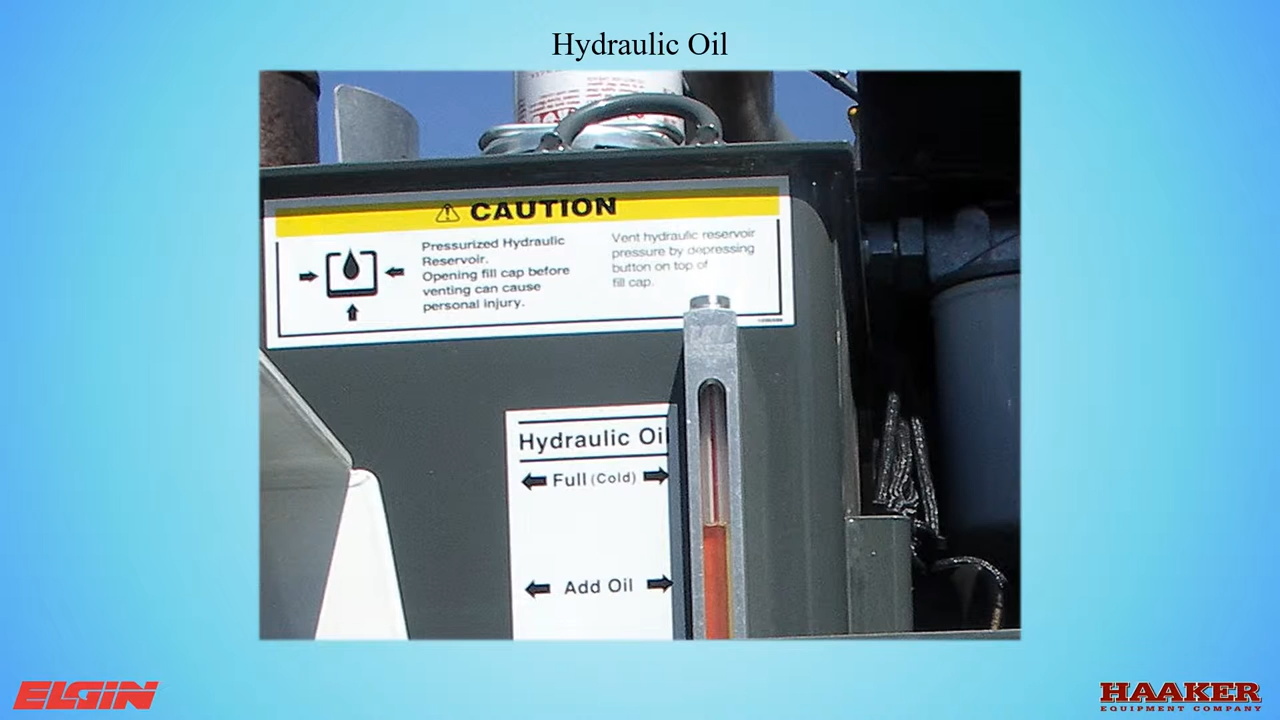 Hydraulic Oil
CAUTION
Pressurized Hydraulic
Reservoir.
Opening fill cap before
venting can cause
personal injury.
Vent hydraulic reservoir
pressure by depressing
button on top of
fill cap.
Hydraulic Oil
Full (Cold)
Add Oil
ELGIN
HAAKER
EQUIPMENT COMPANY